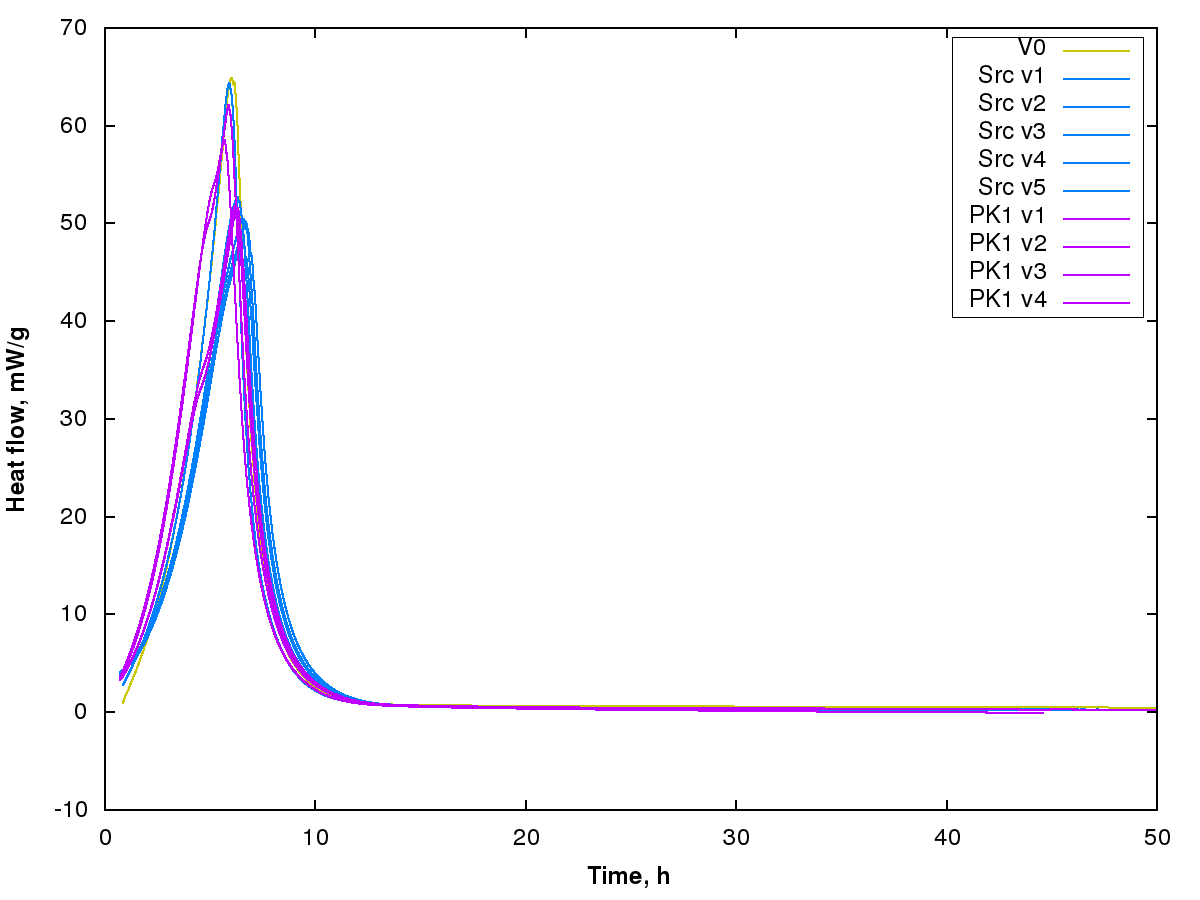 70
60
50
40
30
20
10
0
-10
0 10 20 30 40 50
Heat flow, mW/g
Time, h
V0
Src v1
Src v2
Src v3
Src v4
Src v5
PK1 v1
PK1 v2
PK1 v3
PK1 v4